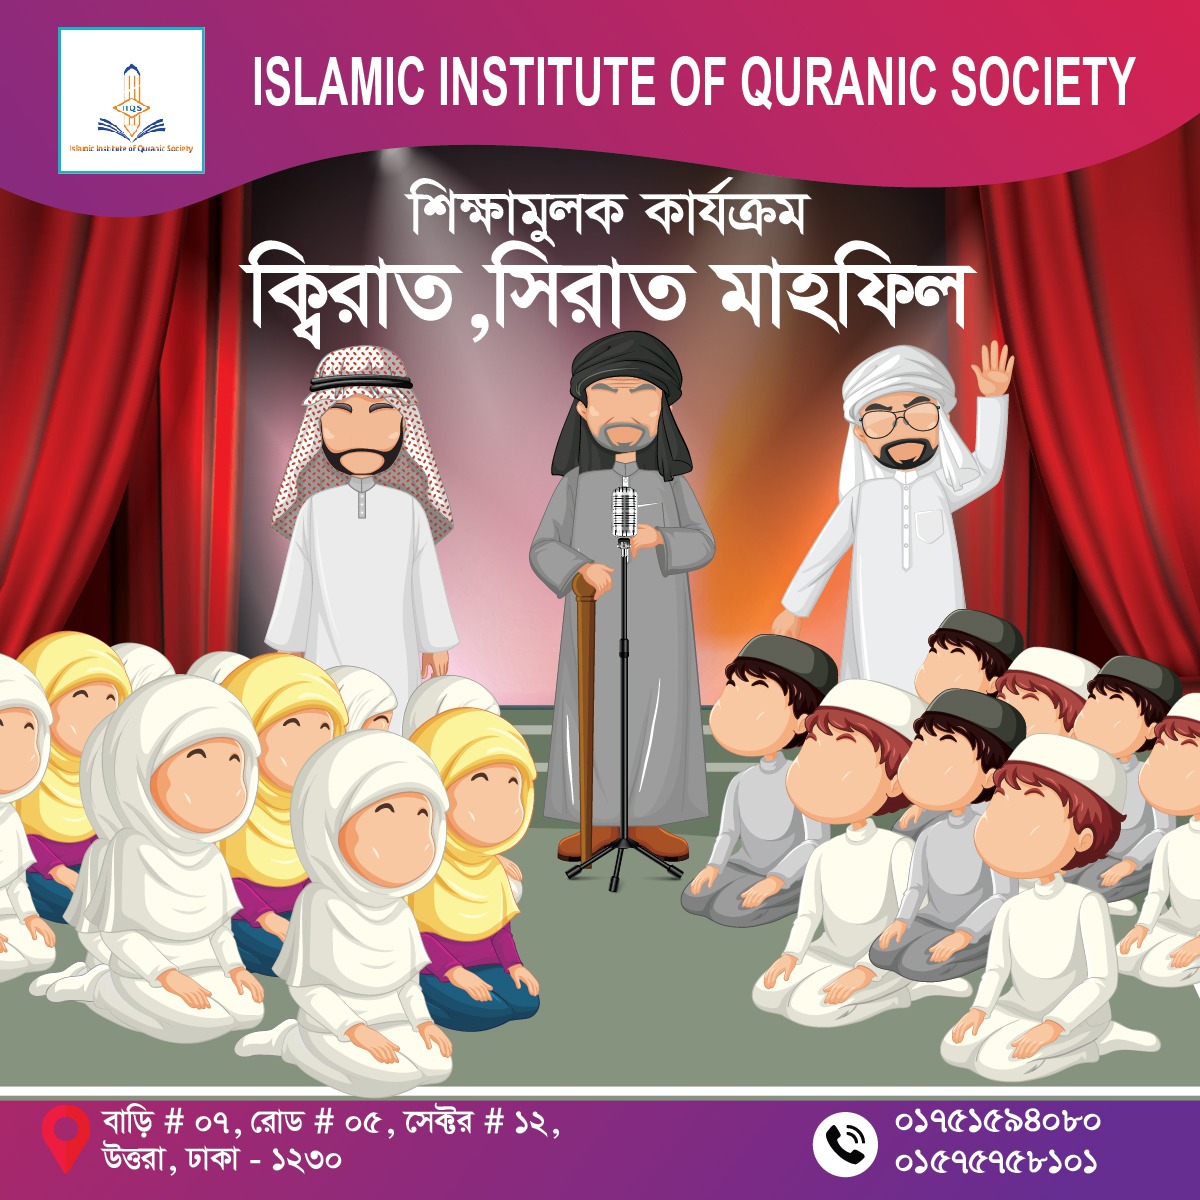 ISLAMIC INSTITUTE OF QURANIC SOCIETY
IIQS
Islamic Institute of Quranic Society
শিক্ষামুলক কার্যক্রম
ক্বিরাত ,সিরাত মাহফিল
বাড়ি # ০৭, রোড # ০৫, সেক্টর # ১২,
উত্তরা, ঢাকা - ১২৩০
০১৭৫১৫৯৪০৮০
০১৫৭৫৭৫৮১০১